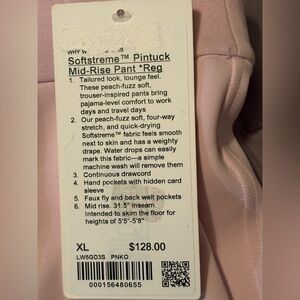 WHY WE MADE THIS
Softstreme™ Pintuck
Mid-Rise Pant *Reg
1. Tailored look, lounge feel.
These peach-fuzz soft,
trouser-inspired pants bring
pajama-level comfort to work
days and travel days
2. Our peach-fuzz soft, four-way
stretch, and quick-drying
Softstreme™ fabric feels smooth
next to skin and has a weighty
drape. Water drops can easily
mark this fabric—a simple
machine wash will remove them
3. Continuous drawcord
4. Hand pockets with hidden card
sleeve
5. Faux fly and back welt pockets
6. Mid rise. 31.5" Inseam.
Intended to skim the floor for
heights of 5'5"-5'8"
XL $128.00
LW5GD3S PNKO
000156480655